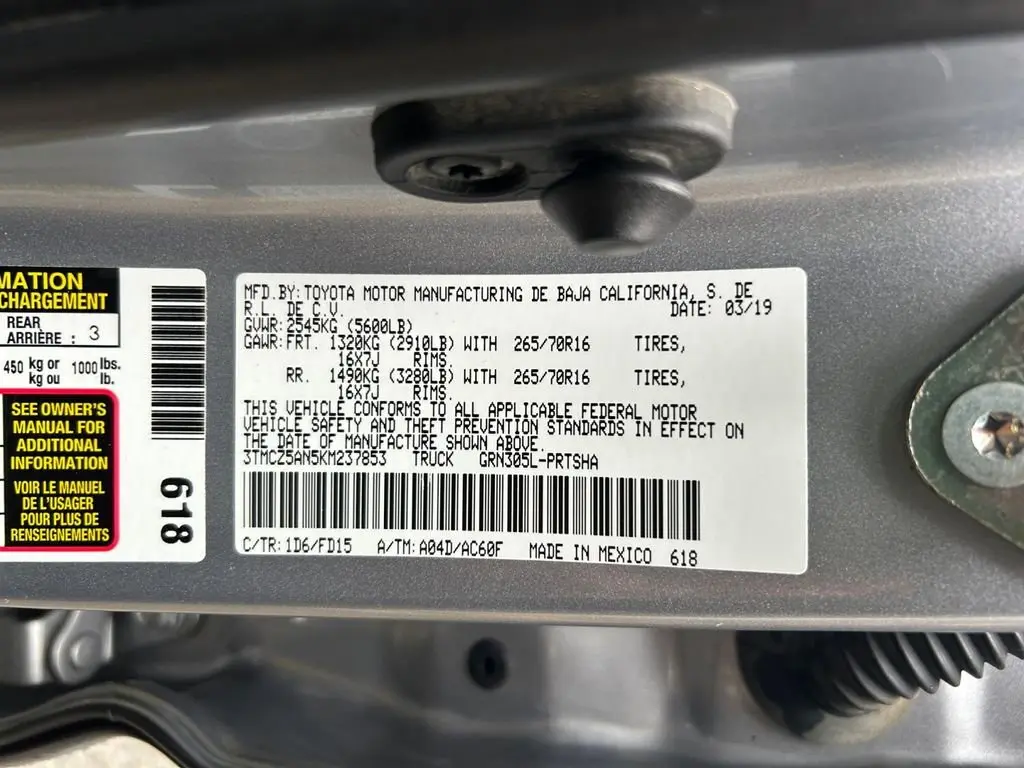 MATION
CHARGEMENT
REAR
ARRIÈRE : 3
450 kg or 1000 lbs.
kg ou lb.
SEE OWNER'S
MANUAL FOR
ADDITIONAL
INFORMATION
VOIR LE MANUEL
DE L'USAGER
POUR PLUS DE
RENSEIGNEMENTS
618
MFD.BY:TOYOTA MOTOR MANUFACTURING DE BAJA CALIFORNIA, S. DE
R.L. DE C.V. DATE: 03/19
GVWR:2545KG (5600LB)
GAWR:FRT. 1320KG (2910LB) WITH 265/70R16 TIRES,
16X7J RIMS.
RR. 1490KG (3280LB) WITH 265/70R16 TIRES,
16X7J RIMS.
THIS VEHICLE CONFORMS TO ALL APPLICABLE FEDERAL MOTOR
VEHICLE SAFETY AND THEFT PREVENTION STANDARDS IN EFFECT ON
THE DATE OF MANUFACTURE SHOWN ABOVE.
3TMCZ5AN5KM237853 TRUCK GRN305L-PRTSHA
C/TR:1D6/FD15 A/TM:A04D/AC60F MADE IN MEXICO 618